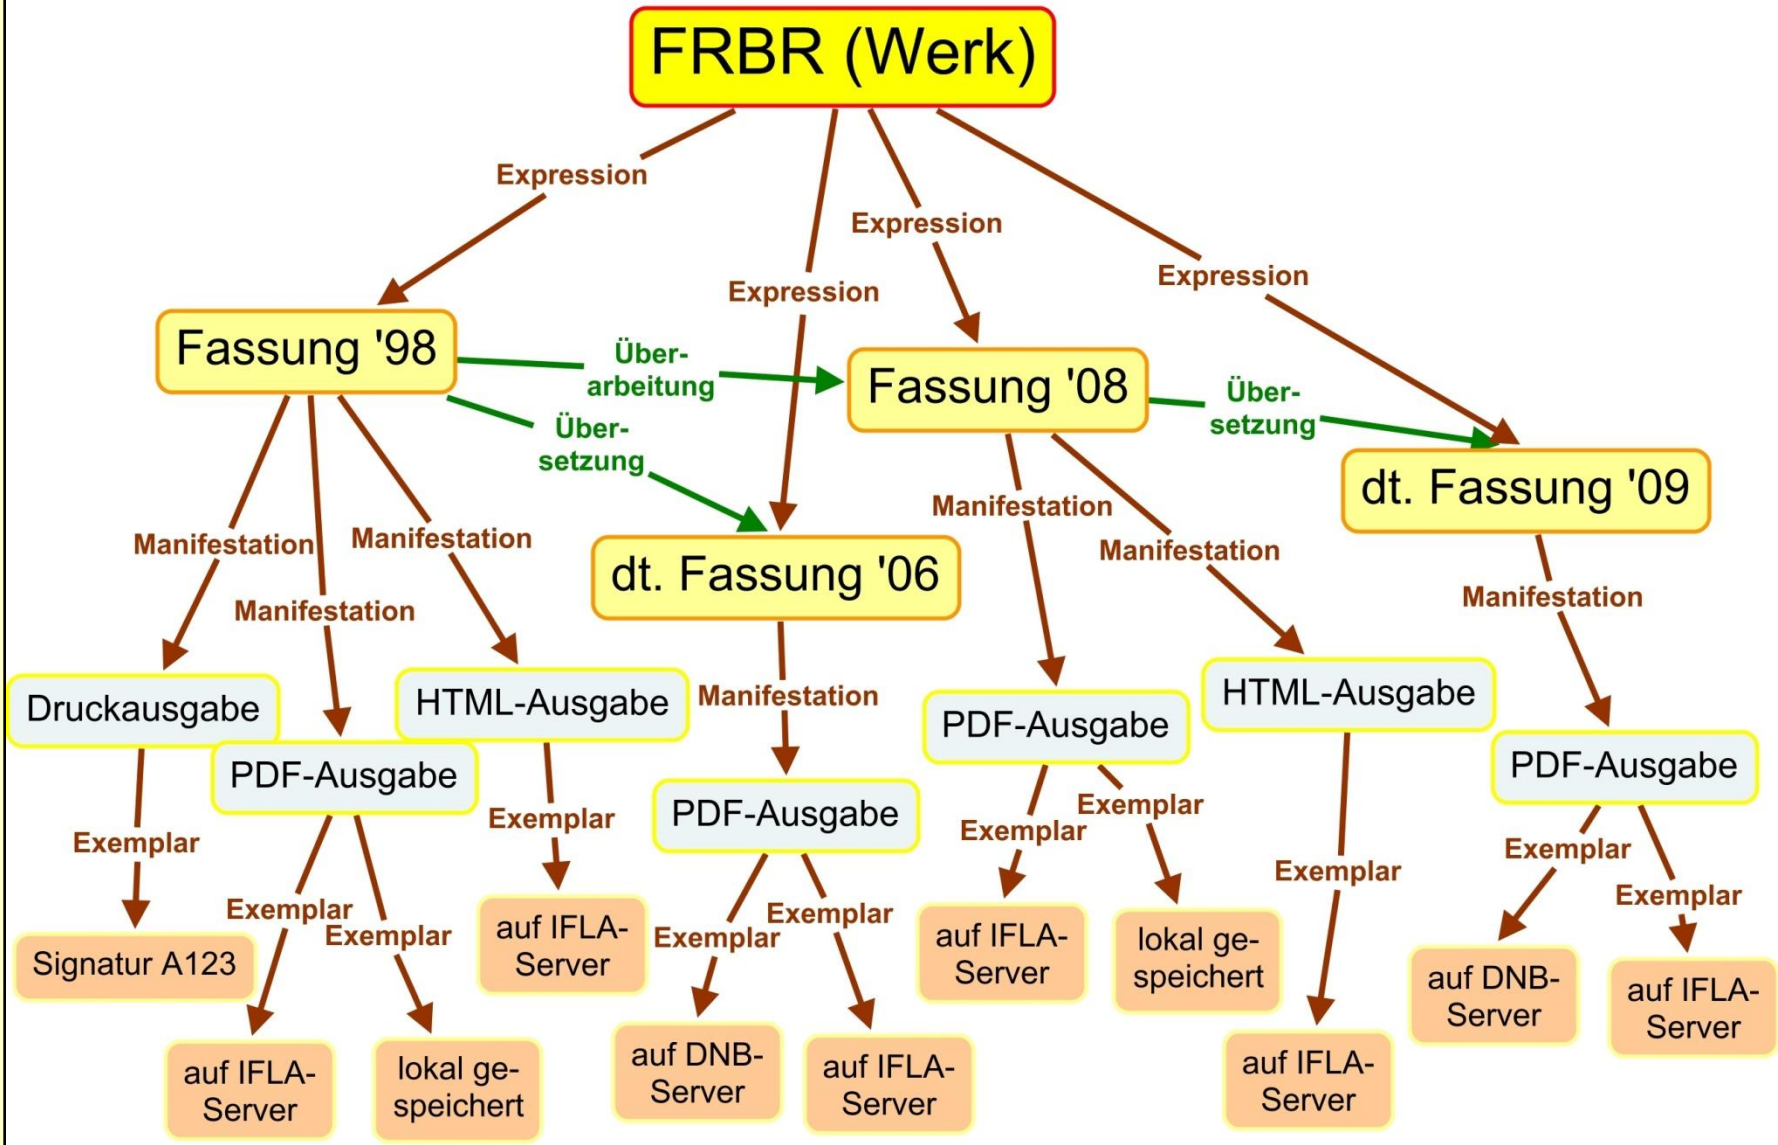 FRBR (Werk)
Expression
Expression
Expression
Expression
Fassung '98
Über-
arbeitung
Fassung '08
Über-
setzung
Über-
setzung
dt. Fassung '09
Manifestation
Manifestation
Manifestation
dt. Fassung '06
Manifestation
Manifestation
Manifestation
Manifestation
Druckausgabe
HTML-Ausgabe
Manifestation
PDF-Ausgabe
HTML-Ausgabe
PDF-Ausgabe
PDF-Ausgabe
PDF-Ausgabe
Exemplar
Exemplar
Exemplar
Exemplar
Exemplar
Exemplar
Exemplar
Exemplar
Exemplar
Exemplar
Exemplar
Exemplar
Signatur A123
auf IFLA-
Server
auf IFLA-
Server
lokal ge-
speichert
auf DNB-
Server
auf IFLA-
Server
auf IFLA-
Server
lokal ge-
speichert
auf DNB-
Server
auf IFLA-
Server
auf IFLA-
Server